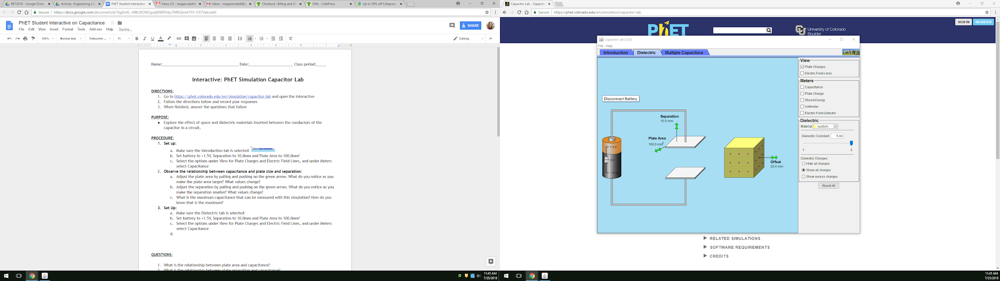 RET2018 - Google Drive
Activity- Engineering a C
PhET Student Interactive
Inbox (1) - megan.stadt@
Inbox - meganmstadt@g
Checkout : Billing and Sh
Gifts - CafePress
Up to 50% off Cafepress
Secure https://docs.google.com/document/d/16gXvt6_-MBU0OW2gcqXNf0Pxby7MKG6mA7hY-DSTVpk/edit
PhET Student Interactive on Capacitance
File Edit View Insert Format Tools Add-ons Help Saving...
SHARE
100% Normal text Trebuchet ... 11 B I U A Editing
Name: Date: Class period:
Interactive: PhET Simulation Capacitor Lab
DIRECTIONS:
1. Go to https://phet.colorado.edu/en/simulation/capacitor-lab and open the interactive
2. Follow the directions below and record your responses
3. When finished, answer the questions that follow
PURPOSE:
• Explore the effect of space and dielectric materials inserted between the conductors of the
capacitor in a circuit.
PROCEDURE:
1. Set up:
a. Make sure the Introduction tab is selected
b. Set battery to +1.5V, Separation to 10.0mm and Plate Area to 100.0mm²
c. Select the options under View for Plate Charges and Electric Field Lines, and under Meters
select Capacitance
2. Observe the relationship between capacitance and plate size and separation:
a. Adjust the plate area by pulling and pushing on the green arrow. What do you notice as you
make the plate area larger? What values change?
b. Adjust the separation by pulling and pushing on the green arrow. What do you notice as you
make the separation smaller? What values change?
c. What is the maximum capacitance that can be measured with this simulation? How do you
know that is the maximum?
3. Set Up:
a. Make sure the Dielectric tab is selected
b. Set battery to +1.5V, Separation to 10.0mm and Plate Area to 100.0mm²
c. Select the options under View for Plate Charges and Electric Field Lines, and under Meters
select Capacitance
d.
QUESTIONS:
1. What is the relationship between plate area and capacitance?
2. What is the relationship between plate separation and capacitance?
11:45 AM
7/25/2018
Capacitor Lab - Capacitor
Secure https://phet.colorado.edu/en/simulation/capacitor-lab
SIGN IN REGISTER
PhET
University of Colorado
Boulder
Capacitor Lab (2.02)
File Help
Introduction Dielectric Multiple Capacitors
PhET
Disconnect Battery
Separation
10.0 mm
Plate Area
100.0 mm²
1.5 V
0 V
-1.5 V
Offset
20.0 mm
View
Plate Charges
Electric Field Lines
Meters
Capacitance
Plate Charge
Stored Energy
Voltmeter
Electric Field Detector
Dielectric
Material: custom
Dielectric Constant: 5.00
1 5
Dielectric Charges:
Hide all charges
Show all charges
Show excess charges
Reset All
RELATED SIMULATIONS
SOFTWARE REQUIREMENTS
CREDITS
11:45 AM
7/25/2018